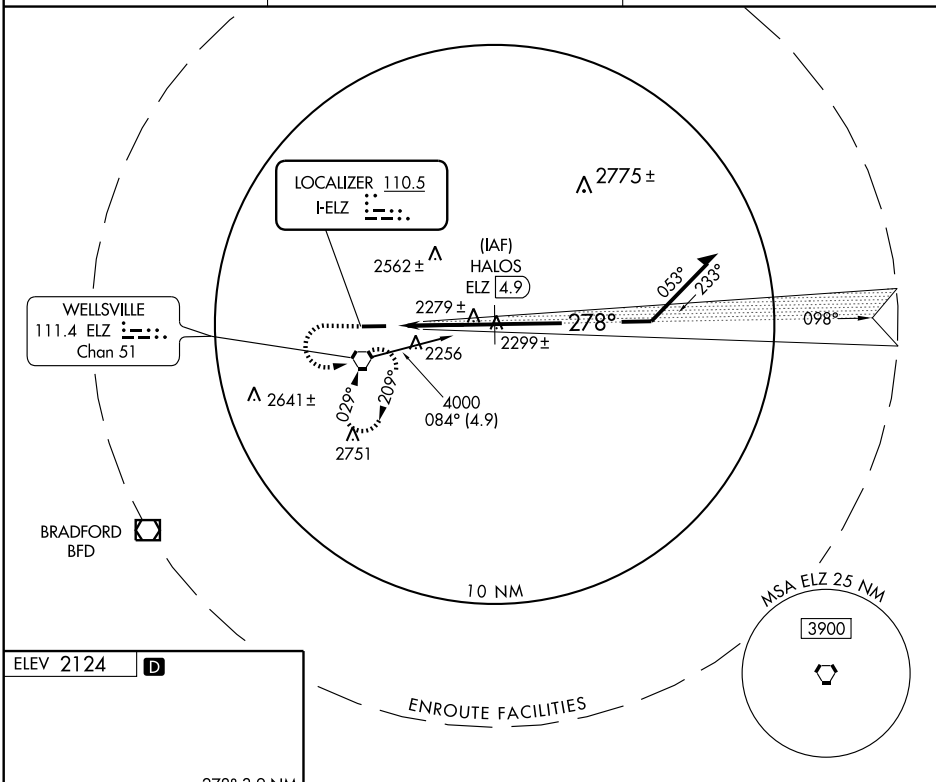 2775 ±
LOCALIZER 110.5
I-ELZ
(IAF)
HALOS
ELZ 4.9
2562 ±
053°
233°
WELLSVILLE
111.4 ELZ
Chan 51
2279 ±
278°
098°
2299 ±
2256
2641 ±
029°
209°
4000
084° (4.9)
2751
BRADFORD
BFD
10 NM
MSA ELZ 25 NM
3900
ELEV 2124 D
ENROUTE FACILITIES